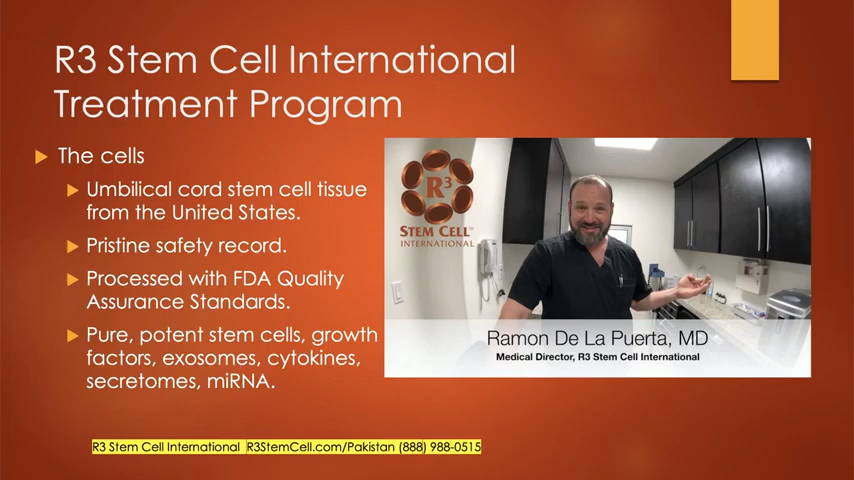 R3 Stem Cell International
Treatment Program
The cells
Umbilical cord stem cell tissue
from the United States.
Pristine safety record.
Processed with FDA Quality
Assurance Standards.
Pure, potent stem cells, growth
factors, exosomes, cytokines,
secretomes, miRNA.
R3
STEM CELL™
INTERNATIONAL
Ramon De La Puerta, MD
Medical Director, R3 Stem Cell International
R3 Stem Cell International R3StemCell.com/Pakistan (888) 988-0515